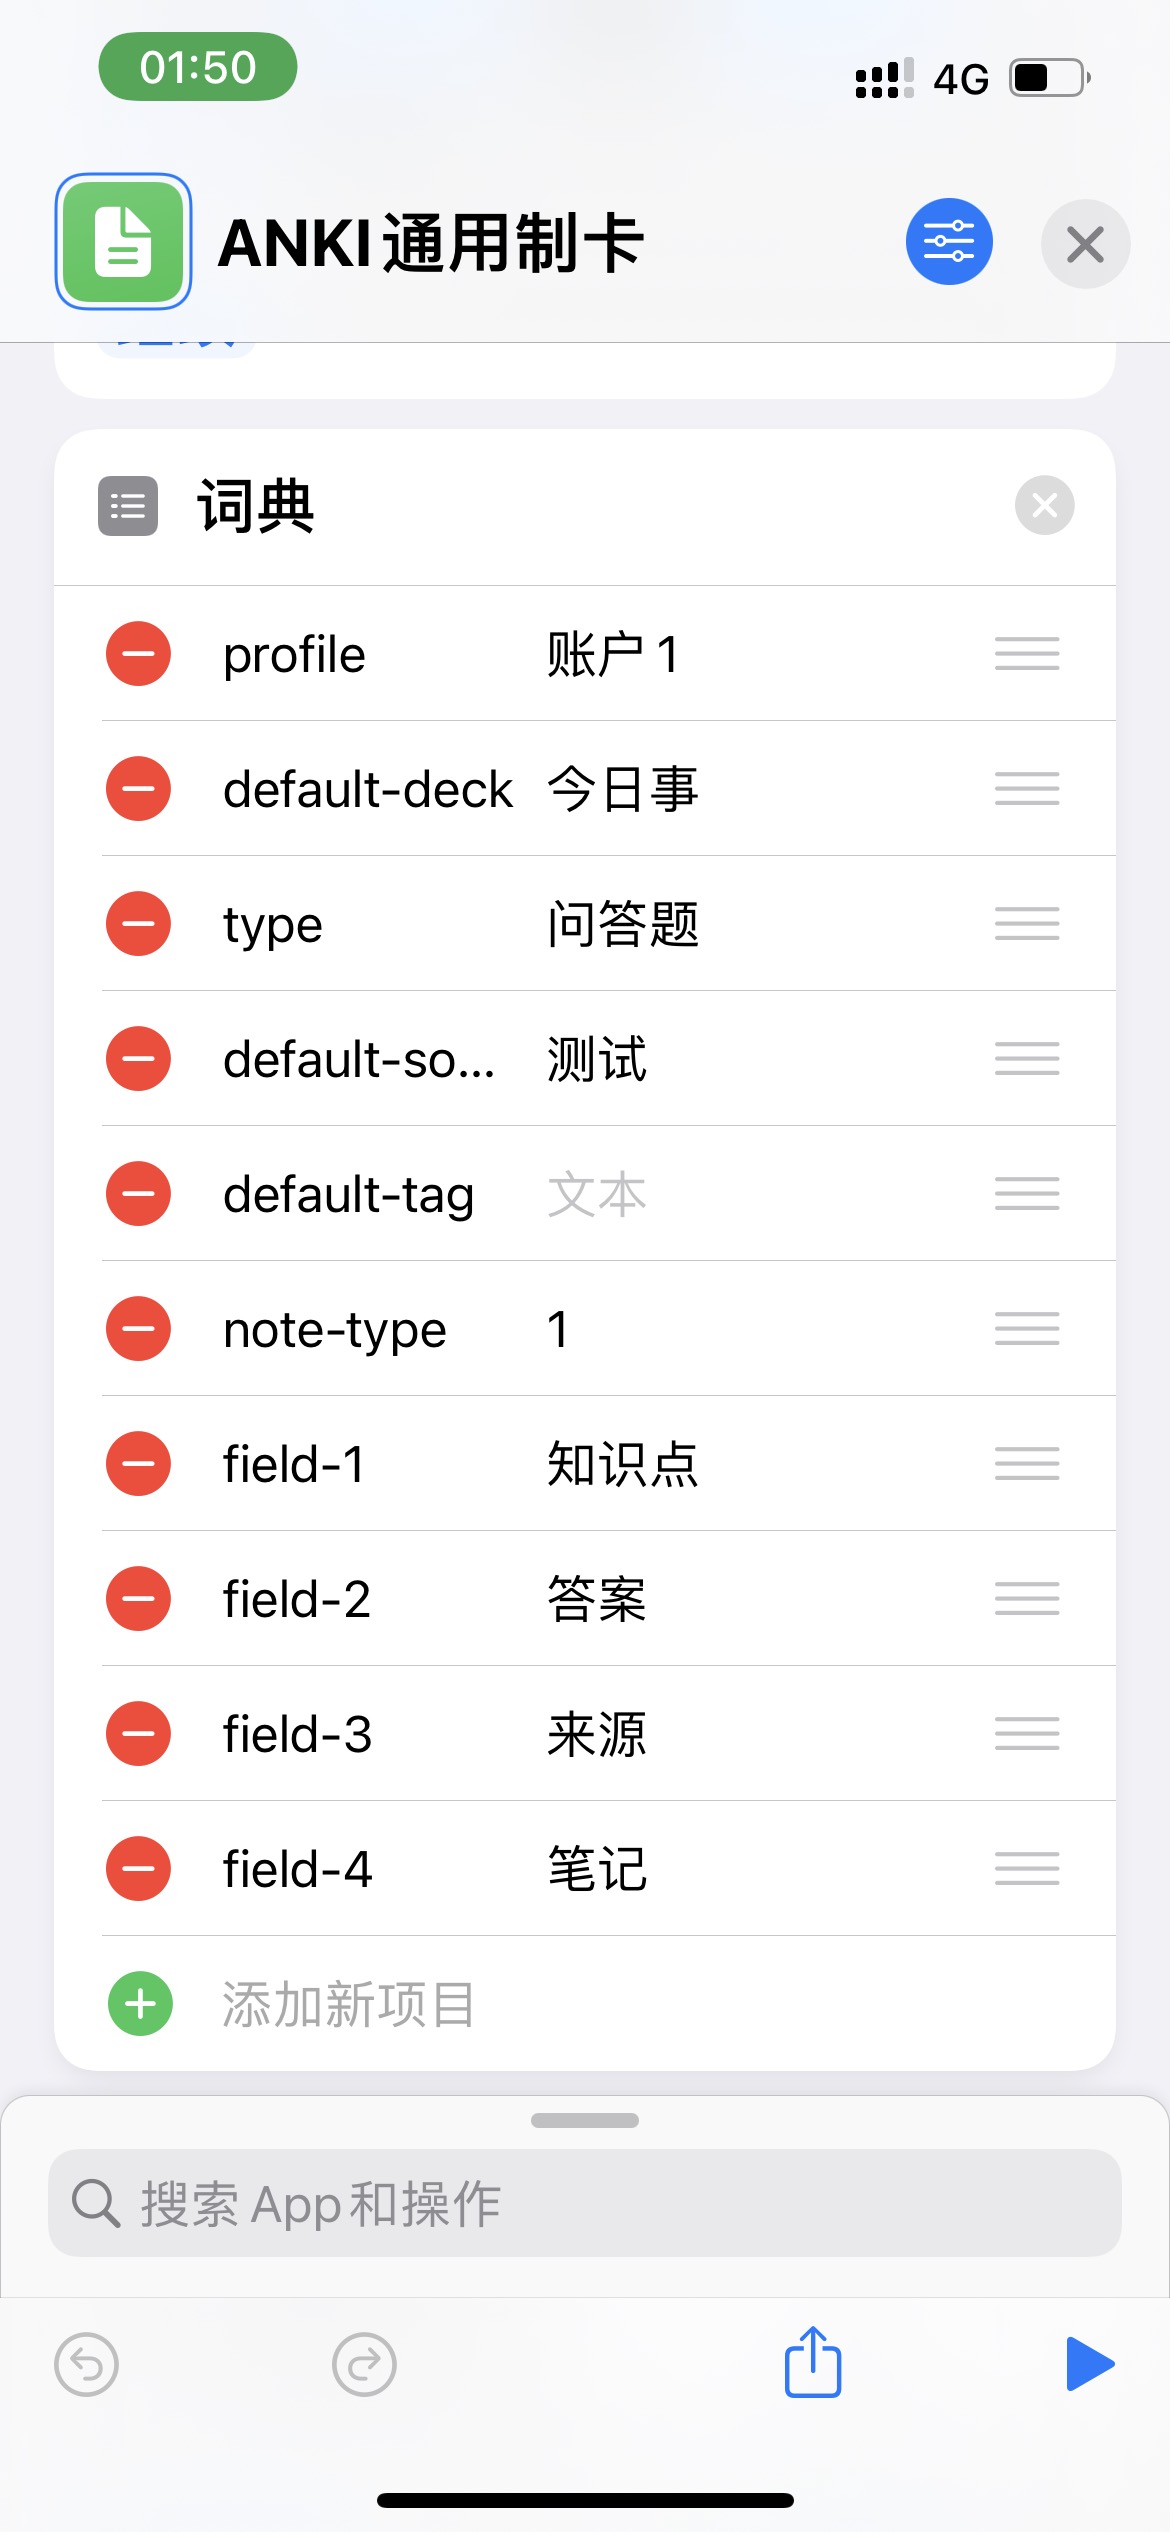 01:50
4G
ANKI通用制卡
词典
profile 账户1
default-deck 今日事
type 问答题
default-so... 测试
default-tag 文本
note-type 1
field-1 知识点
field-2 答案
field-3 来源
field-4 笔记
添加新项目
搜索 App 和操作